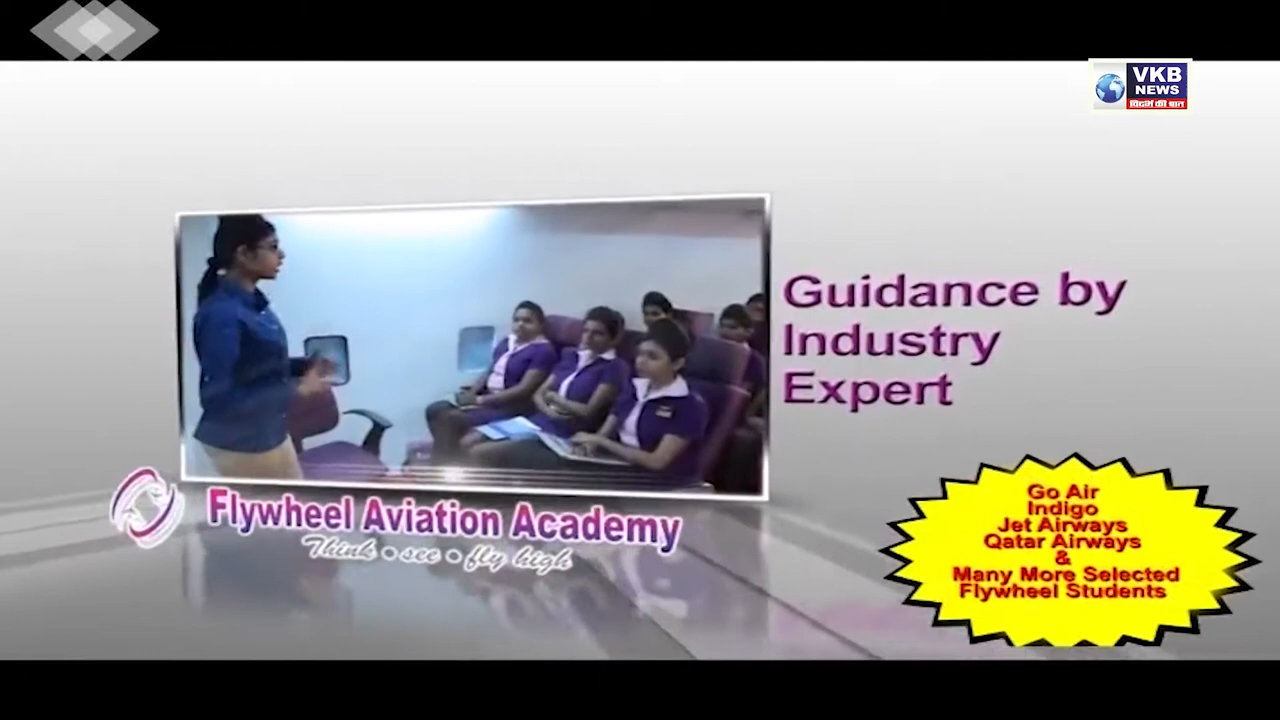 VKB
NEWS
विदर्भ की बात
Guidance by
Industry
Expert
Flywheel Aviation Academy
Think • see • fly high
Go Air
Indigo
Jet Airways
Qatar Airways
&
Many More Selected
Flywheel Students